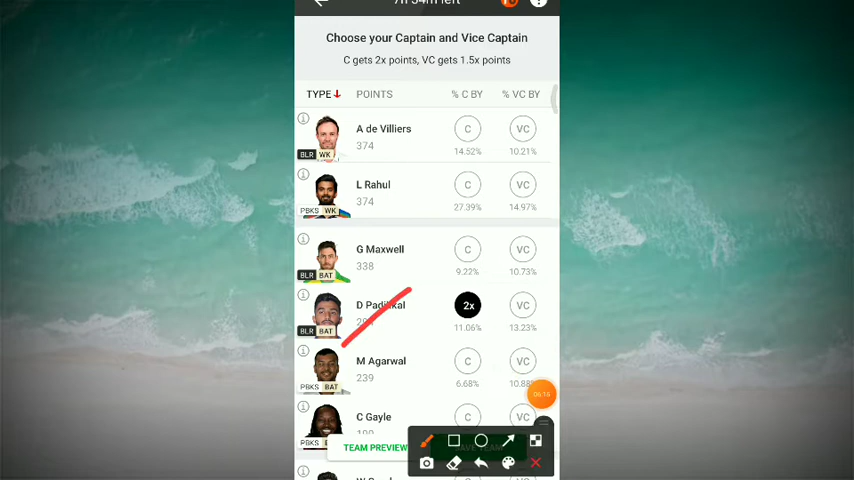 7h 54m left
Choose your Captain and Vice Captain
C gets 2x points, VC gets 1.5x points
TYPE POINTS % C BY % VC BY
A de Villiers
374
C VC
BLR WK
14.52% 10.21%
L Rahul
374
C VC
PBKS WK
27.39% 14.97%
G Maxwell
338
C VC
BLR BAT
9.22% 10.73%
D Padikkal
2x VC
BLR BAT
11.06% 13.23%
M Agarwal
239
C VC
PBKS BAT
6.68% 10.88%
06:16
C Gayle
C VC
TEAM PREVIEW
SAVE TEAM